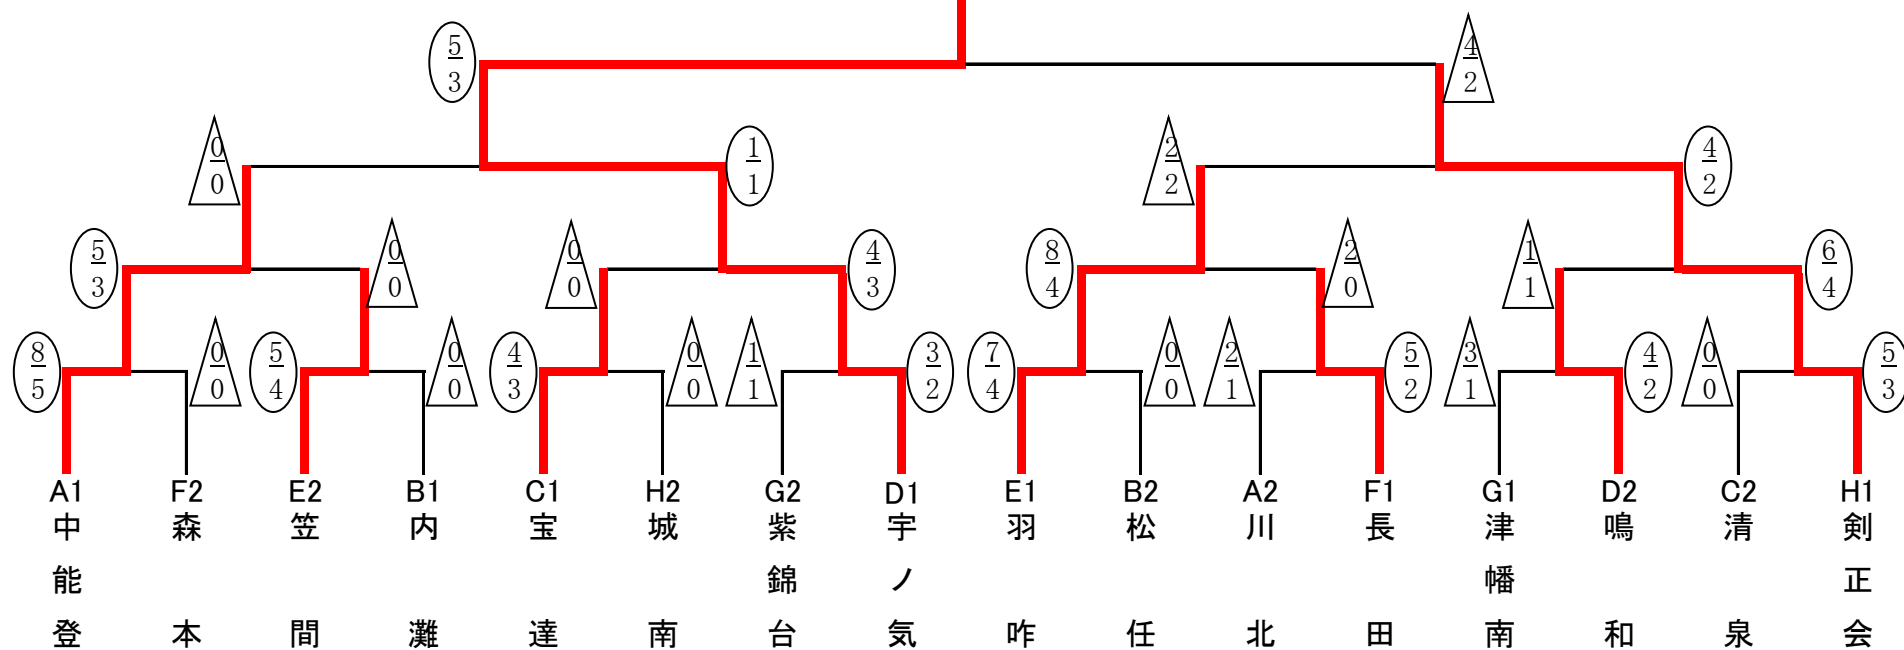 5 4
3 2
0 1 2 4
0 1 2 2
5 0 0 4 8 2 1 6
3 0 0 3 4 0 1 4
8 0 5 0 4 0 1 3 7 0 2 5 3 4 0 5
5 0 4 0 3 0 1 2 4 0 1 2 1 2 0 3
A1 F2 E2 B1 C1 H2 G2 D1 E1 B2 A2 F1 G1 D2 C2 H1
中能登
森本
笠間
内灘
宝達
城南
紫錦台
宇ノ気
羽咋
松任
川北
長田
津幡南
鳴和
清泉
剣正会